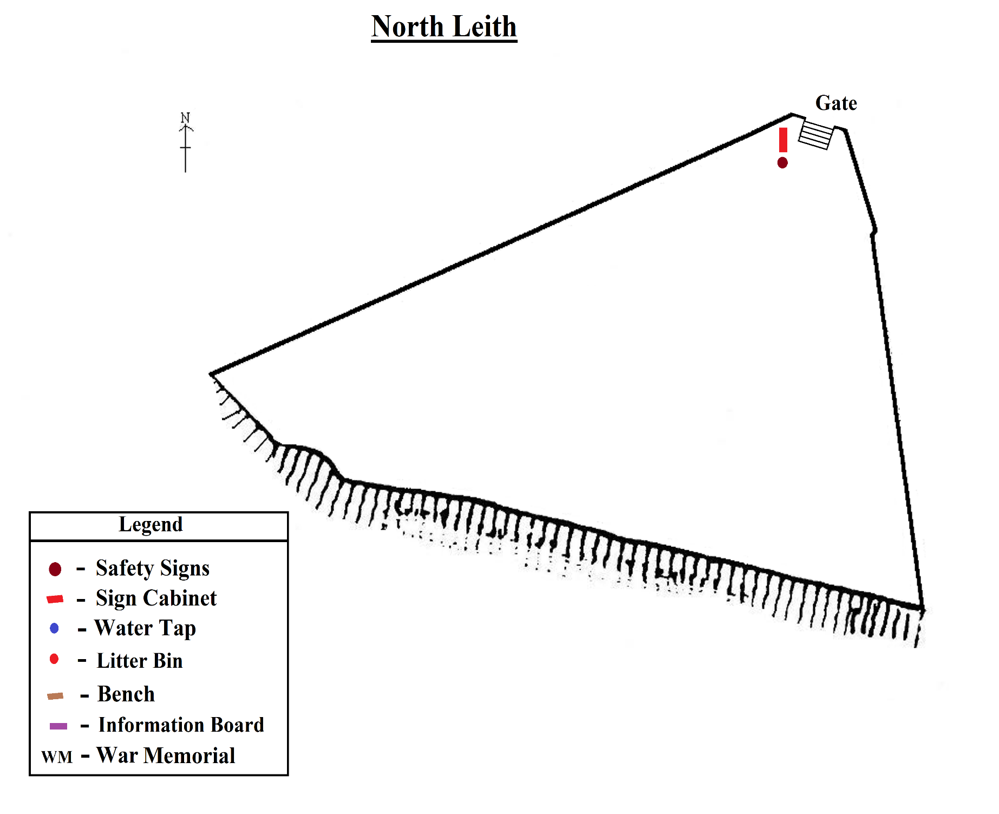 North Leith
Gate
N
Legend
- Safety Signs
- Sign Cabinet
- Water Tap
- Litter Bin
- Bench
- Information Board
WM - War Memorial